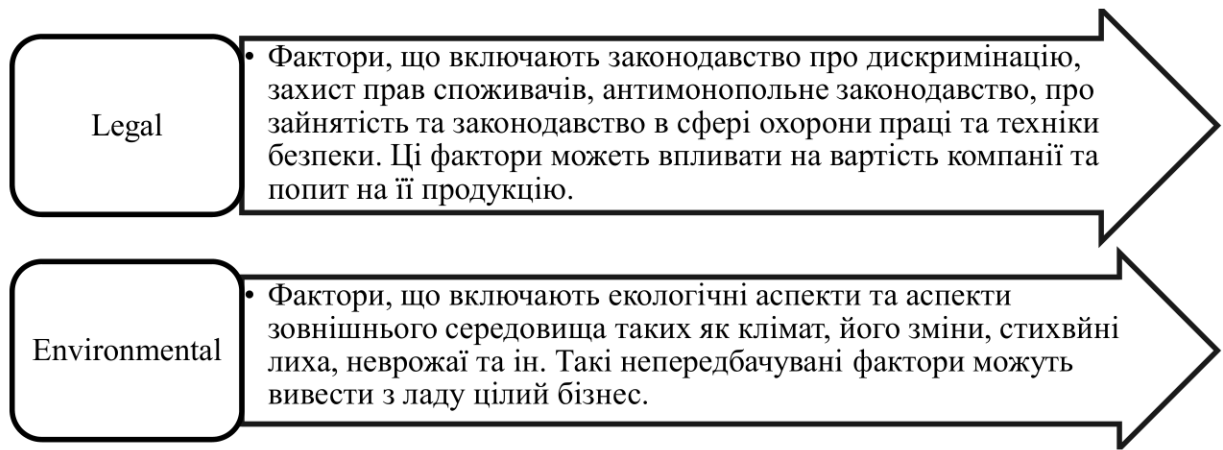 Legal
• Фактори, що включають законодавство про дискримінацію,
захист прав споживачів, антимонопольне законодавство, про
зайнятість та законодавство в сфері охорони праці та техніки
безпеки. Ці фактори можеть впливати на вартість компанії та
попит на її продукцію.
Environmental
• Фактори, що включають екологічні аспекти та аспекти
зовнішнього середовища таких як клімат, його зміни, стихвйні
лиха, неврожаї та ін. Такі непередбачувані фактори можуть
вивести з ладу цілий бізнес.